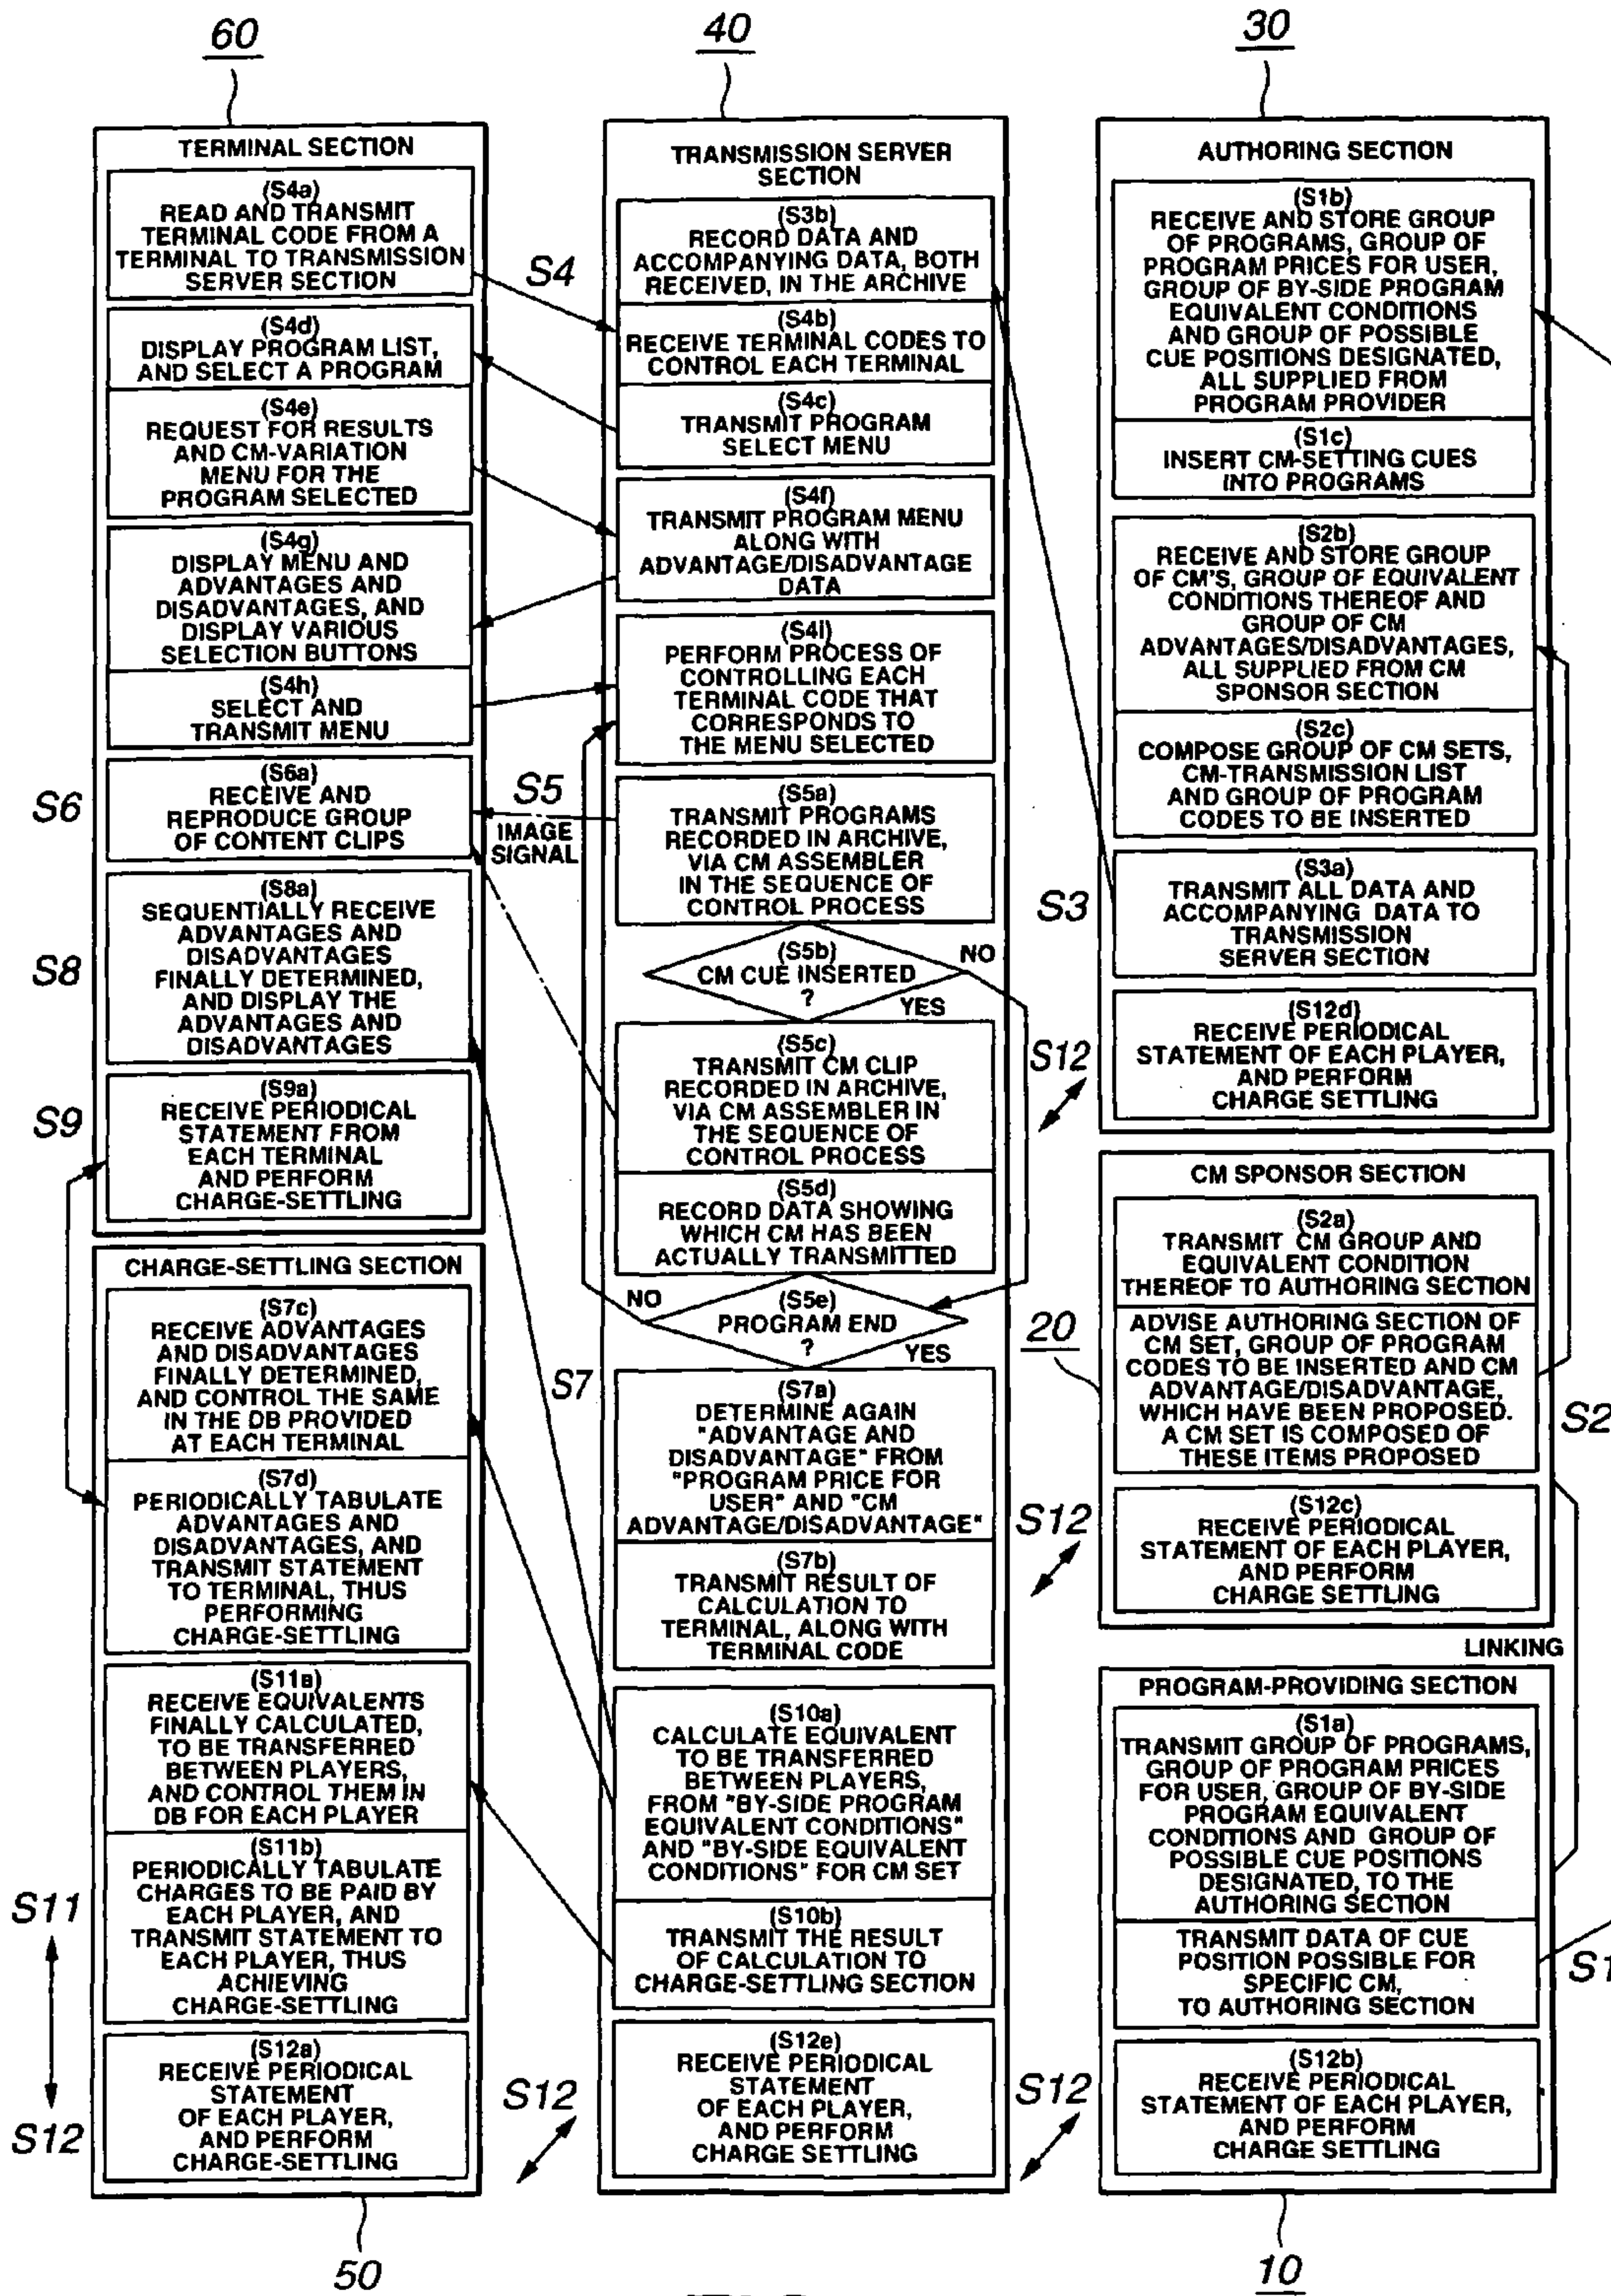 60
TERMINAL SECTION
(S4a)
READ AND TRANSMIT
TERMINAL CODE FROM A
TERMINAL TO TRANSMISSION
SERVER SECTION
(S4d)
DISPLAY PROGRAM LIST,
AND SELECT A PROGRAM
(S4e)
REQUEST FOR RESULTS
AND CM-VARIATION
MENU FOR THE
PROGRAM SELECTED
(S4g)
DISPLAY MENU AND
ADVANTAGES AND
DISADVANTAGES, AND
DISPLAY VARIOUS
SELECTION BUTTONS
(S4h)
SELECT AND
TRANSMIT MENU
S6
(S6a)
RECEIVE AND
REPRODUCE GROUP
OF CONTENT CLIPS
S8
(S8a)
SEQUENTIALLY RECEIVE
ADVANTAGES AND
DISADVANTAGES
FINALLY DETERMINED,
AND DISPLAY THE
ADVANTAGES AND
DISADVANTAGES
S9
(S9a)
RECEIVE PERIODICAL
STATEMENT FROM
EACH TERMINAL
AND PERFORM
CHARGE-SETTLING
CHARGE-SETTLING SECTION
(S7c)
RECEIVE ADVANTAGES
AND DISADVANTAGES
FINALLY DETERMINED,
AND CONTROL THE SAME
IN THE DB PROVIDED
AT EACH TERMINAL
(S7d)
PERIODICALLY TABULATE
ADVANTAGES AND
DISADVANTAGES, AND
TRANSMIT STATEMENT
TO TERMINAL, THUS
PERFORMING
CHARGE-SETTLING
(S11a)
RECEIVE EQUIVALENTS
FINALLY CALCULATED,
TO BE TRANSFERRED
BETWEEN PLAYERS,
AND CONTROL THEM IN
DB FOR EACH PLAYER
S11
(S11b)
PERIODICALLY TABULATE
CHARGES TO BE PAID BY
EACH PLAYER, AND
TRANSMIT STATEMENT TO
EACH PLAYER, THUS
ACHIEVING
CHARGE-SETTLING
S12
(S12a)
RECEIVE PERIODICAL
STATEMENT
OF EACH PLAYER,
AND PERFORM
CHARGE-SETTLING
50
40
TRANSMISSION SERVER
SECTION
(S3b)
RECORD DATA AND
ACCOMPANYING DATA, BOTH
RECEIVED, IN THE ARCHIVE
S4
(S4b)
RECEIVE TERMINAL CODES TO
CONTROL EACH TERMINAL
(S4c)
TRANSMIT PROGRAM
SELECT MENU
(S4f)
TRANSMIT PROGRAM MENU
ALONG WITH
ADVANTAGE/DISADVANTAGE
DATA
(S4i)
PERFORM PROCESS OF
CONTROLLING EACH
TERMINAL CODE THAT
CORRESPONDS TO
THE MENU SELECTED
S5
IMAGE
SIGNAL
(S5a)
TRANSMIT PROGRAMS
RECORDED IN ARCHIVE,
VIA CM ASSEMBLER
IN THE SEQUENCE OF
CONTROL PROCESS
(S5b)
CM CUE INSERTED
?
NO
YES
(S5c)
TRANSMIT CM CLIP
RECORDED IN ARCHIVE,
VIA CM ASSEMBLER IN
THE SEQUENCE OF
CONTROL PROCESS
(S5d)
RECORD DATA SHOWING
WHICH CM HAS BEEN
ACTUALLY TRANSMITTED
NO
(S5e)
PROGRAM END
?
YES
S7
(S7a)
DETERMINE AGAIN
"ADVANTAGE AND
DISADVANTAGE" FROM
"PROGRAM PRICE FOR
USER" AND "CM
ADVANTAGE/DISADVANTAGE"
(S7b)
TRANSMIT RESULT OF
CALCULATION TO
TERMINAL, ALONG WITH
TERMINAL CODE
(S10a)
CALCULATE EQUIVALENT
TO BE TRANSFERRED
BETWEEN PLAYERS,
FROM "BY-SIDE PROGRAM
EQUIVALENT CONDITIONS"
AND "BY-SIDE EQUIVALENT
CONDITIONS" FOR CM SET
(S10b)
TRANSMIT THE RESULT
OF CALCULATION TO
CHARGE-SETTLING SECTION
S12
(S12e)
RECEIVE PERIODICAL
STATEMENT
OF EACH PLAYER,
AND PERFORM
CHARGE SETTLING
30
AUTHORING SECTION
(S1b)
RECEIVE AND STORE GROUP
OF PROGRAMS, GROUP OF
PROGRAM PRICES FOR USER,
GROUP OF BY-SIDE PROGRAM
EQUIVALENT CONDITIONS
AND GROUP OF POSSIBLE
CUE POSITIONS DESIGNATED,
ALL SUPPLIED FROM
PROGRAM PROVIDER
(S1c)
INSERT CM-SETTING CUES
INTO PROGRAMS
(S2b)
RECEIVE AND STORE GROUP
OF CM'S, GROUP OF EQUIVALENT
CONDITIONS THEREOF AND
GROUP OF CM
ADVANTAGES/DISADVANTAGES,
ALL SUPPLIED FROM CM
SPONSOR SECTION
(S2c)
COMPOSE GROUP OF CM SETS,
CM-TRANSMISSION LIST
AND GROUP OF PROGRAM
CODES TO BE INSERTED
S3
(S3a)
TRANSMIT ALL DATA AND
ACCOMPANYING DATA TO
TRANSMISSION
SERVER SECTION
S12
(S12d)
RECEIVE PERIODICAL
STATEMENT OF EACH PLAYER,
AND PERFORM
CHARGE SETTLING
CM SPONSOR SECTION
(S2a)
TRANSMIT CM GROUP AND
EQUIVALENT CONDITION
THEREOF TO AUTHORING SECTION
20
ADVISE AUTHORING SECTION OF
CM SET, GROUP OF PROGRAM
CODES TO BE INSERTED AND CM
ADVANTAGE/DISADVANTAGE,
WHICH HAVE BEEN PROPOSED.
A CM SET IS COMPOSED OF
THESE ITEMS PROPOSED
S2
S12
(S12c)
RECEIVE PERIODICAL
STATEMENT OF EACH PLAYER,
AND PERFORM
CHARGE SETTLING
LINKING
PROGRAM-PROVIDING SECTION
(S1a)
TRANSMIT GROUP OF PROGRAMS,
GROUP OF PROGRAM PRICES
FOR USER, GROUP OF BY-SIDE
PROGRAM EQUIVALENT
CONDITIONS AND GROUP OF
POSSIBLE CUE POSITIONS
DESIGNATED, TO THE
AUTHORING SECTION
TRANSMIT DATA OF CUE
POSITION POSSIBLE FOR
SPECIFIC CM,
TO AUTHORING SECTION
S1
S12
(S12b)
RECEIVE PERIODICAL
STATEMENT OF EACH PLAYER,
AND PERFORM
CHARGE SETTLING
10